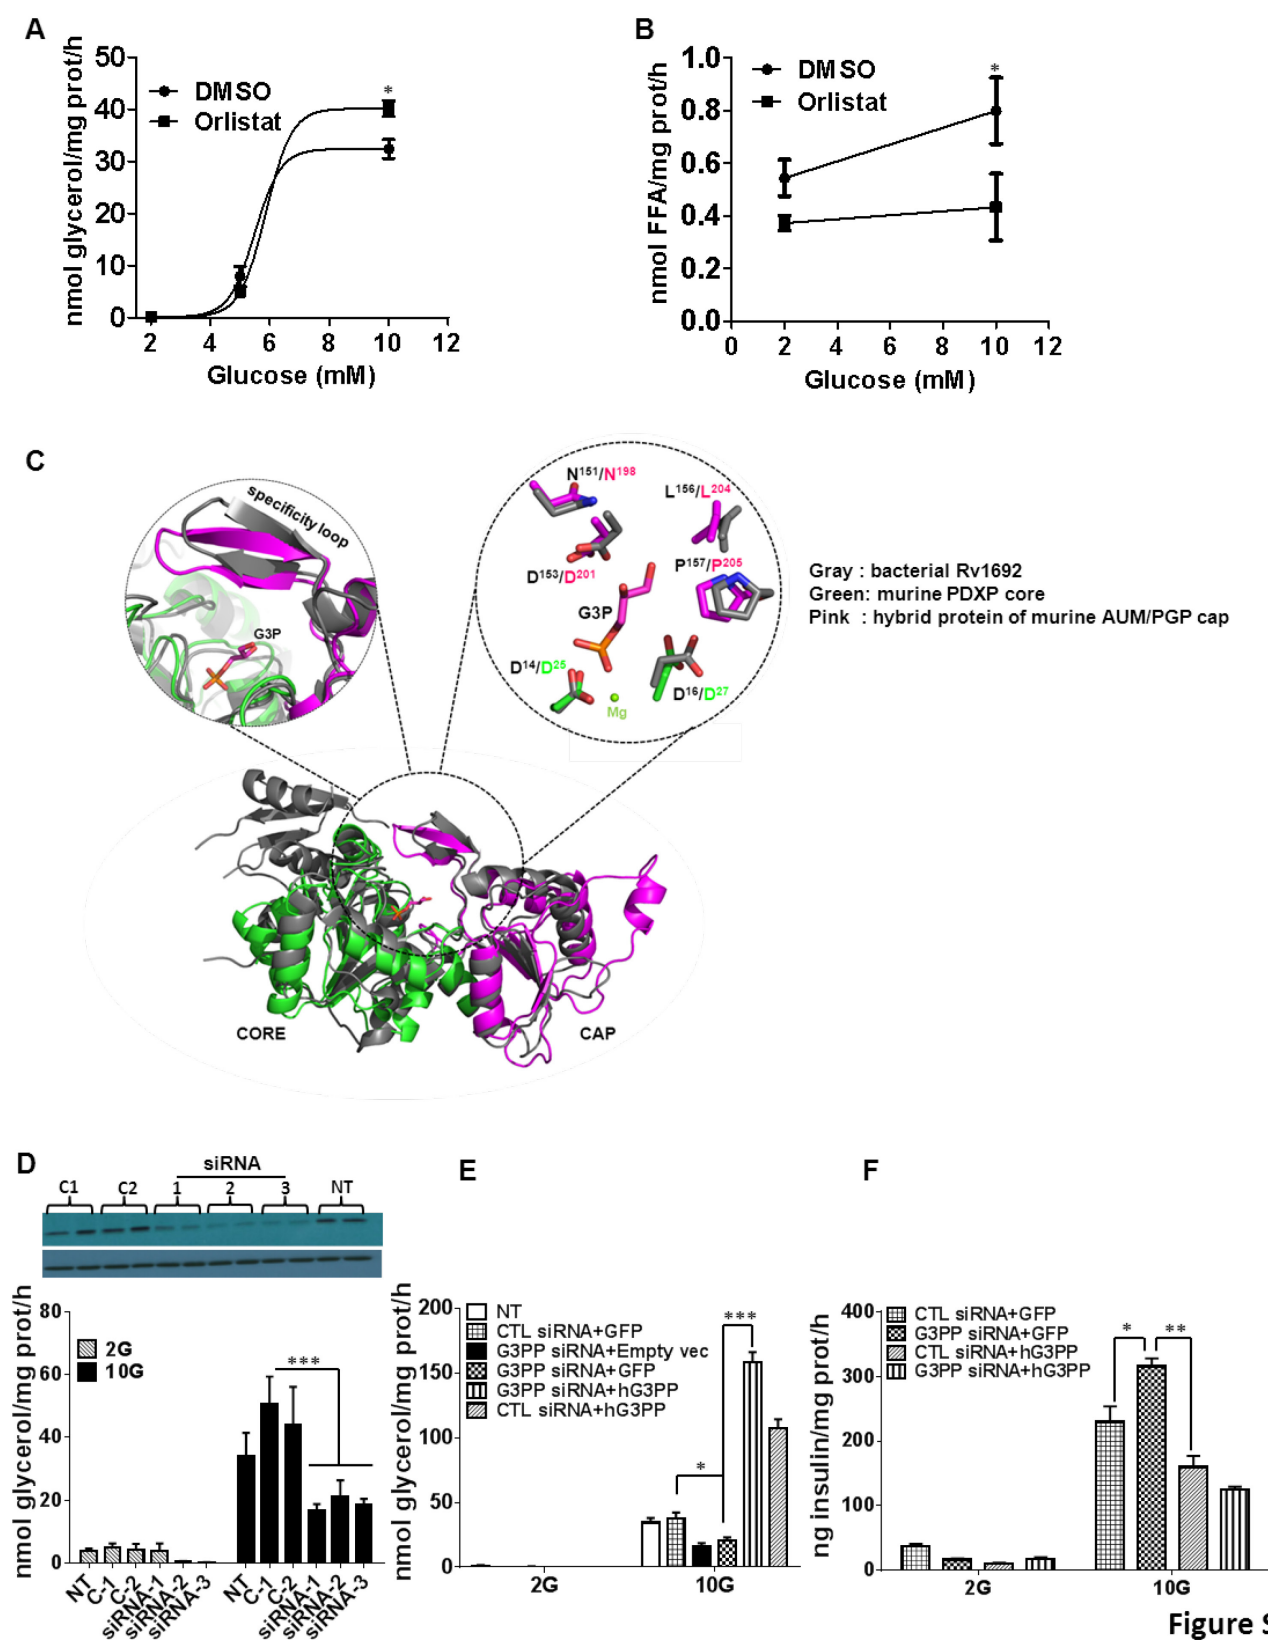 A
50
40
30
20
10
0
nmol glycerol/mg prot/h
DMSO
Orlistat
*
2 4 6 8 10 12
Glucose (mM)
B
1.0
0.8
0.6
0.4
0.2
0.0
nmol FFA/mg prot/h
DMSO
Orlistat
*
0 2 4 6 8 10 12
Glucose (mM)
C
specificity loop
G3P
N151/N198
L156/L204
D153/D201
P157/P205
G3P
D14/D25
D16/D27
Mg
Gray : bacterial Rv1692
Green: murine PDXP core
Pink : hybrid protein of murine AUM/PGP cap
CORE
CAP
D
siRNA
C1 C2 1 2 3 NT
80
60
40
20
0
nmol glycerol/mg prot/h
2G
10G
***
NT C-1 C-2 siRNA-1 siRNA-2 siRNA-3
NT C-1 C-2 siRNA-1 siRNA-2 siRNA-3
E
200
150
100
50
0
nmol glycerol/mg prot/h
NT
CTL siRNA+GFP
G3PP siRNA+Empty vec
G3PP siRNA+GFP
G3PP siRNA+hG3PP
CTL siRNA+hG3PP
***
*
2G 10G
F
400
300
200
100
0
ng insulin/mg prot/h
CTL siRNA+GFP
G3PP siRNA+GFP
CTL siRNA+hG3PP
G3PP siRNA+hG3PP
* **
2G 10G
Figure S